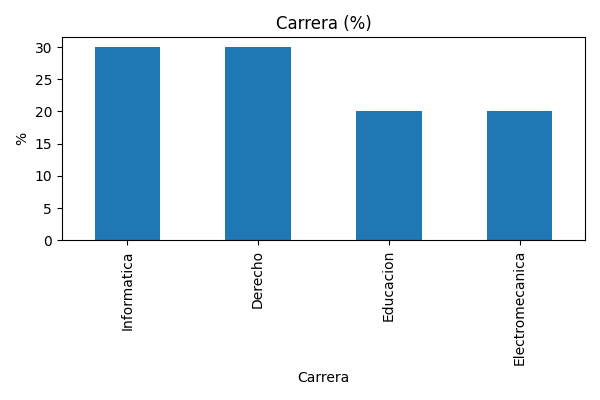 Carrera (%)
30
25
20
15
10
5
0
%
Informatica
Derecho
Educacion
Electromecanica
Carrera